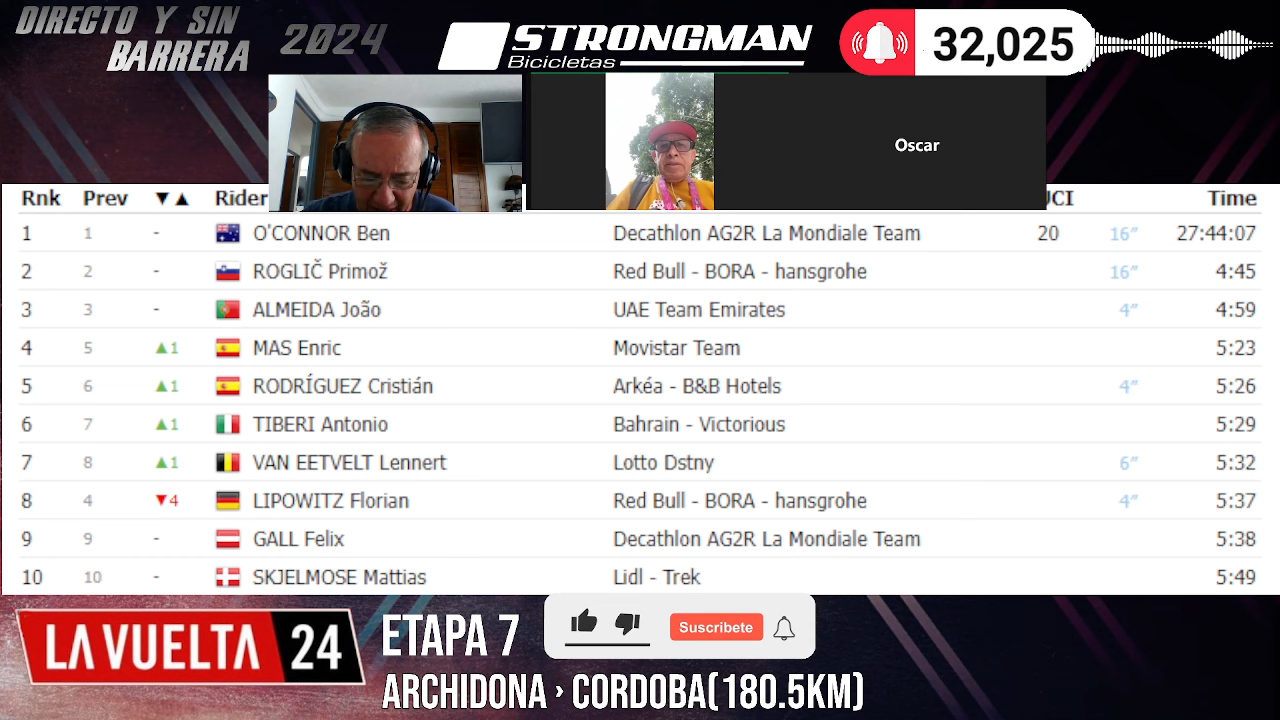 DIRECTO Y SIN BARRERA 2024
STRONGMAN
Bicicletas
32,025
Oscar
Rnk Prev ▼▲ Rider UCI Time
1 1 - O'CONNOR Ben Decathlon AG2R La Mondiale Team 20 16″ 27:44:07
2 2 - ROGLIČ Primož Red Bull - BORA - hansgrohe 16″ 4:45
3 3 - ALMEIDA João UAE Team Emirates 4″ 4:59
4 5 ▲1 MAS Enric Movistar Team 5:23
5 6 ▲1 RODRÍGUEZ Cristián Arkéa - B&B Hotels 4″ 5:26
6 7 ▲1 TIBERI Antonio Bahrain - Victorious 5:29
7 8 ▲1 VAN EETVELT Lennert Lotto Dstny 6″ 5:32
8 4 ▼4 LIPOWITZ Florian Red Bull - BORA - hansgrohe 4″ 5:37
9 9 - GALL Felix Decathlon AG2R La Mondiale Team 5:38
10 10 - SKJELMOSE Mattias Lidl - Trek 5:49
LA VUELTA 24
ETAPA 7
Suscribete
ARCHIDONA › CORDOBA(180.5KM)